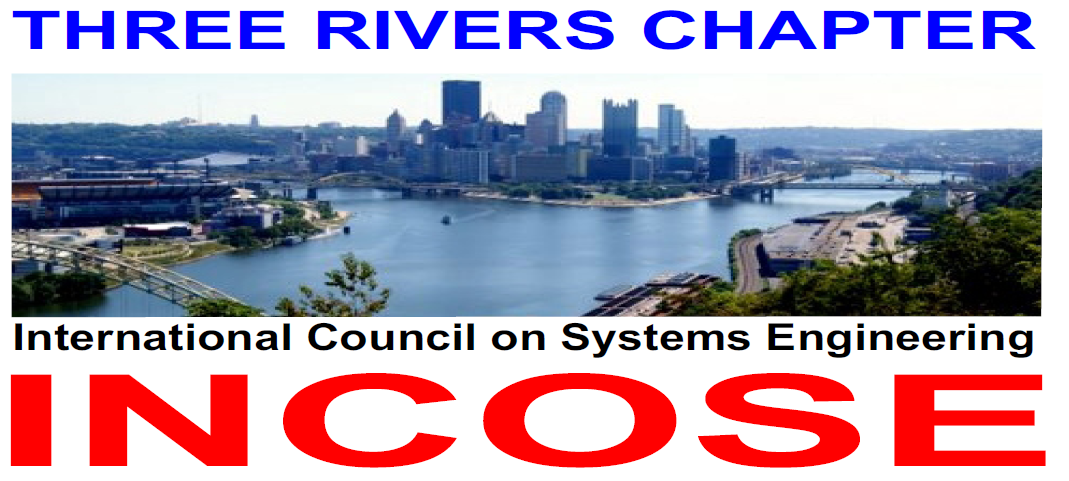 THREE RIVERS CHAPTER
International Council on Systems Engineering
INCOSE